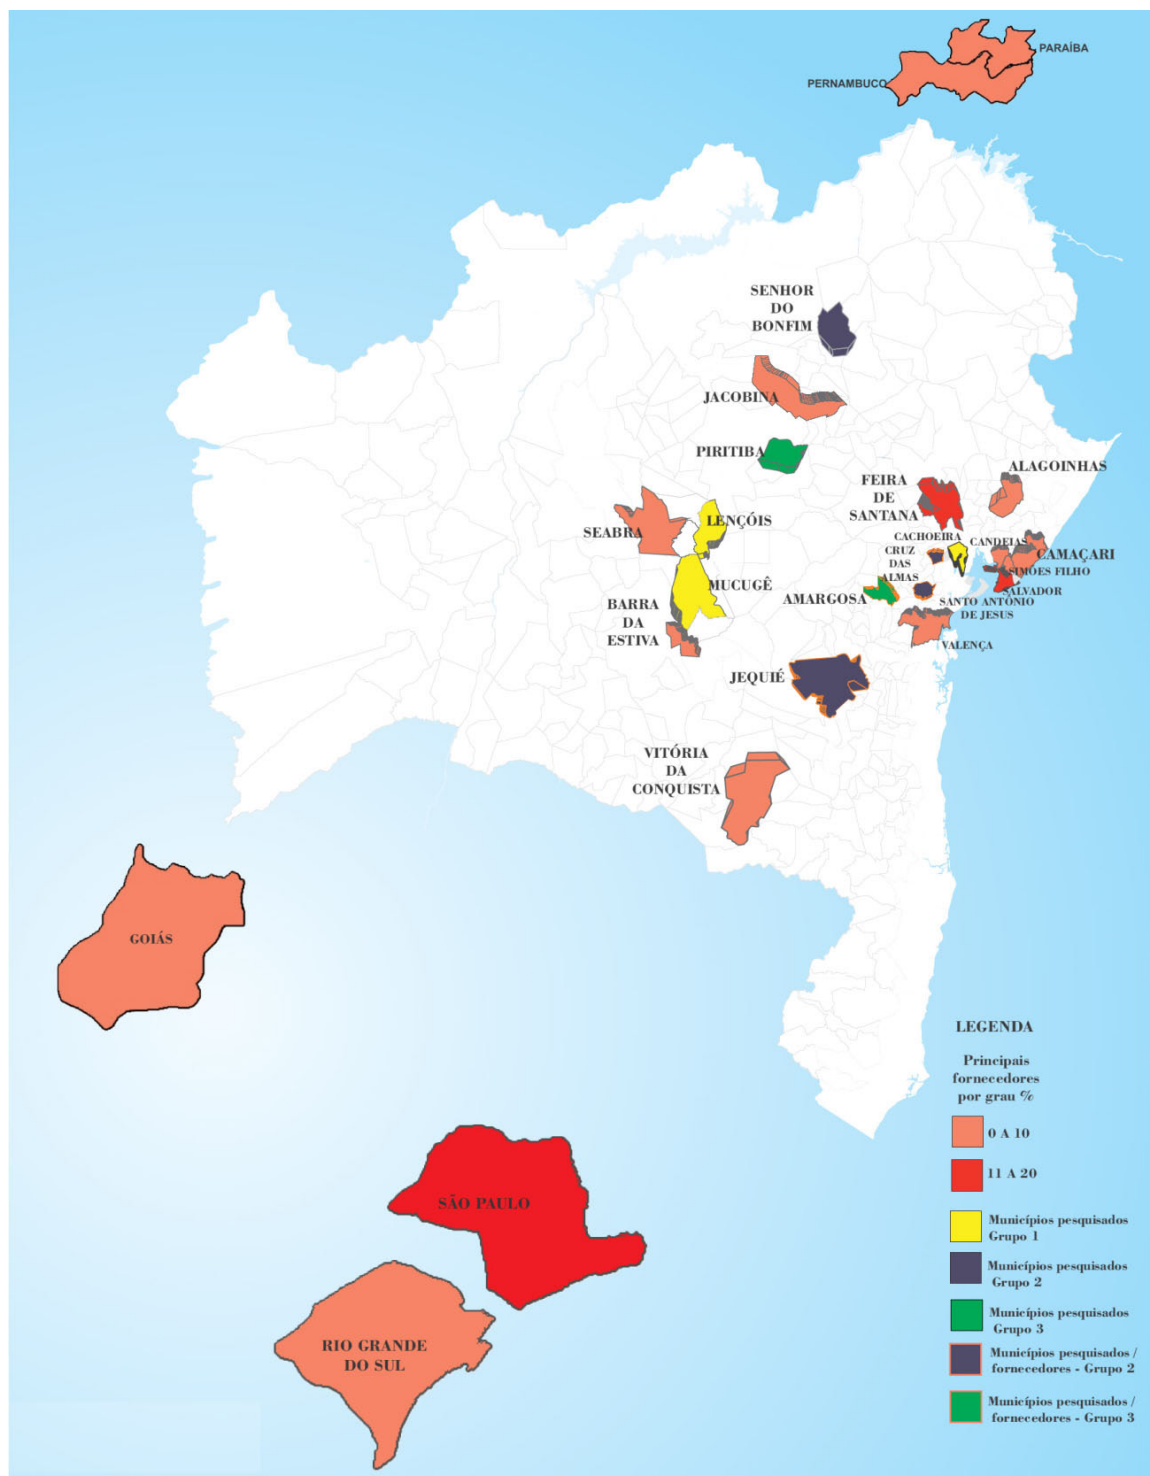 PARAÍBA
PERNAMBUCO
SENHOR
DO
BONFIM
JACOBINA
PIRITIBA
ALAGOINHAS
FEIRA
DE
SANTANA
LENÇÓIS
SEABRA
CACHOEIRA
CANDEIAS
CRUZ
DAS
ALMAS
CAMAÇARI
SIMÕES FILHO
SALVADOR
MUCUGÊ
AMARGOSA
SANTO ANTÔNIO
DE JESUS
BARRA
DA
ESTIVA
VALENÇA
JEQUIÉ
VITÓRIA
DA
CONQUISTA
GOIÁS
SÃO PAULO
RIO GRANDE
DO SUL
LEGENDA
Principais
fornecedores
por grau %
0 A 10
11 A 20
Municípios pesquisados
Grupo 1
Municípios pesquisados
Grupo 2
Municípios pesquisados
Grupo 3
Municípios pesquisados /
fornecedores - Grupo 2
Municípios pesquisados /
fornecedores - Grupo 3